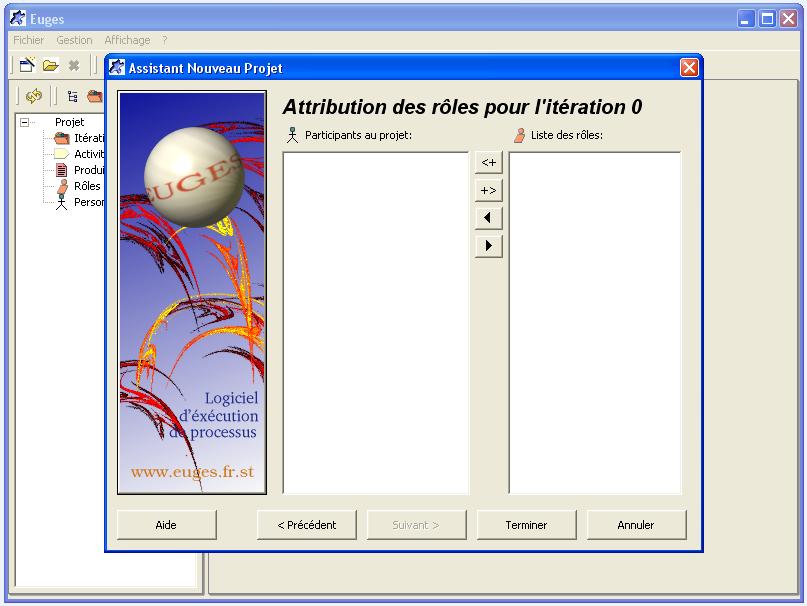 Euges
Fichier Gestion Affichage ?
Assistant Nouveau Projet
Projet
Itérati
Activit
Produi
Rôles
Person
EUGES
Logiciel
d'éxécution
de processus
www.euges.fr.st
Attribution des rôles pour l'itération 0
Participants au projet:
Liste des rôles:
<+
+>
Aide
< Précédent
Suivant >
Terminer
Annuler